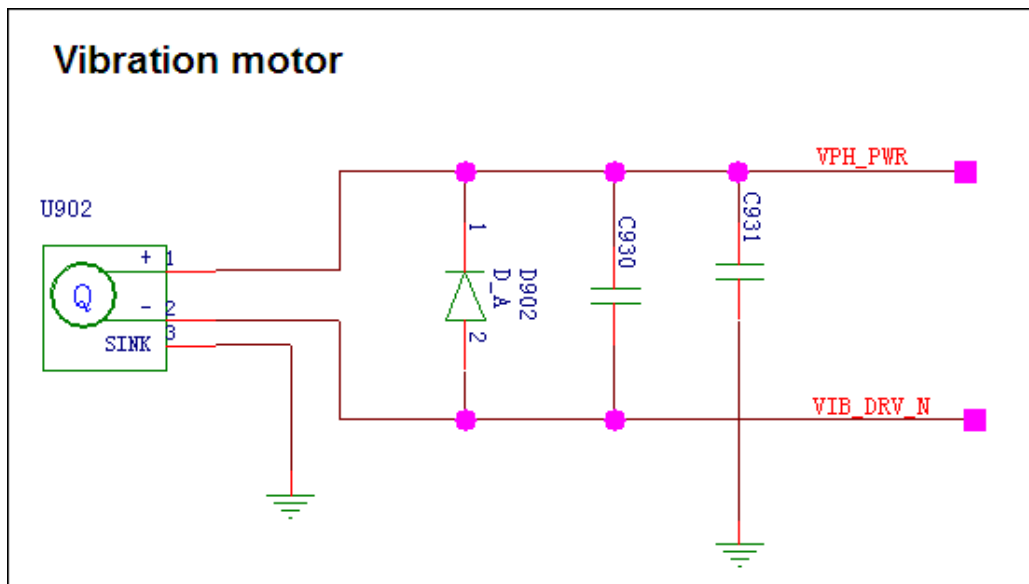 Vibration motor
VPH_PWR
U902
C931
1
C930
+ 1
D902
D_A
Q
- 2
2
SINK 3
VIB_DRV_N